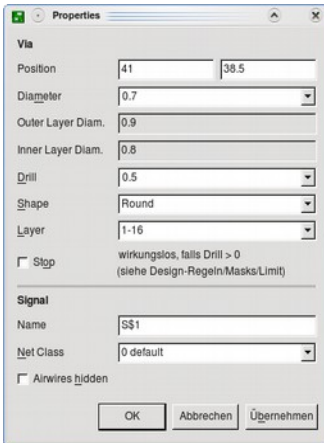 Properties
Via
Position 41 38.5
Diameter 0.7
Outer Layer Diam. 0.9
Inner Layer Diam. 0.8
Drill 0.5
Shape Round
Layer 1-16
Stop wirkungslos, falls Drill > 0
(siehe Design-Regeln/Masks/Limit)
Signal
Name S$1
Net Class 0 default
Airwires hidden
OK Abbrechen Übernehmen